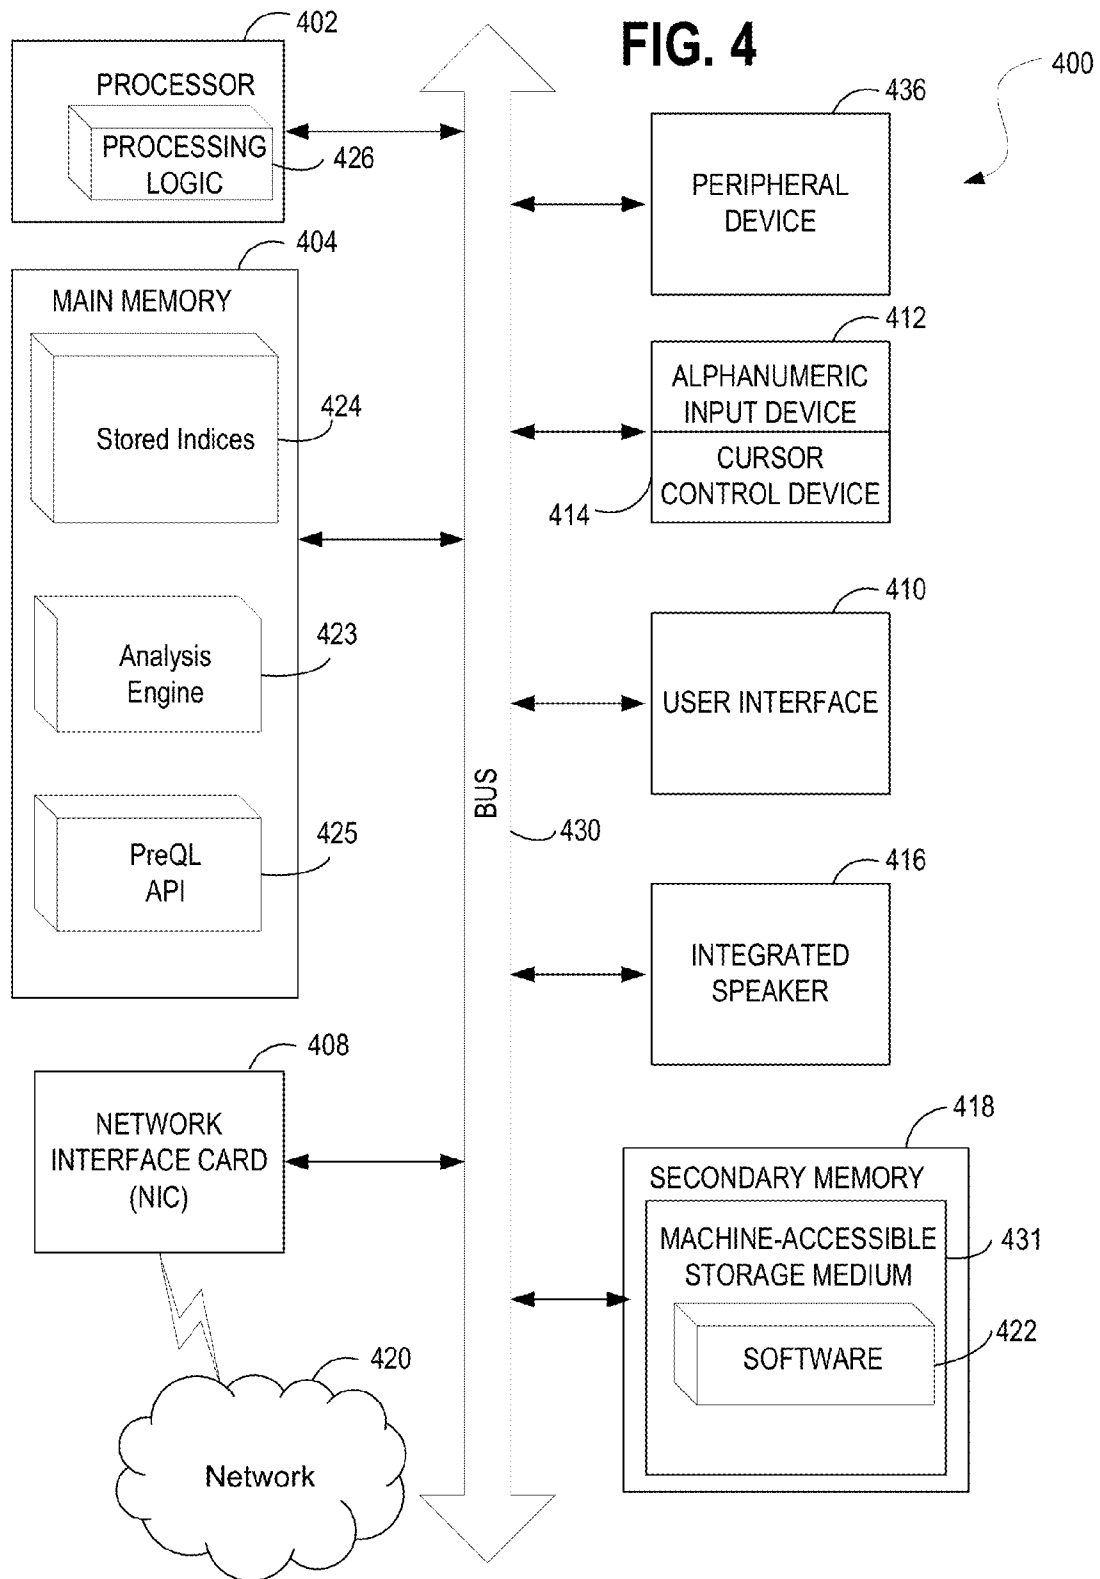 FIG. 4
400
402
PROCESSOR
PROCESSING
LOGIC
426
404
MAIN MEMORY
Stored Indices
424
Analysis
Engine
423
PreQL
API
425
408
NETWORK
INTERFACE CARD
(NIC)
420
Network
BUS
430
436
PERIPHERAL
DEVICE
412
ALPHANUMERIC
INPUT DEVICE
CURSOR
CONTROL DEVICE
414
410
USER INTERFACE
416
INTEGRATED
SPEAKER
418
SECONDARY MEMORY
MACHINE-ACCESSIBLE
STORAGE MEDIUM
431
SOFTWARE
422